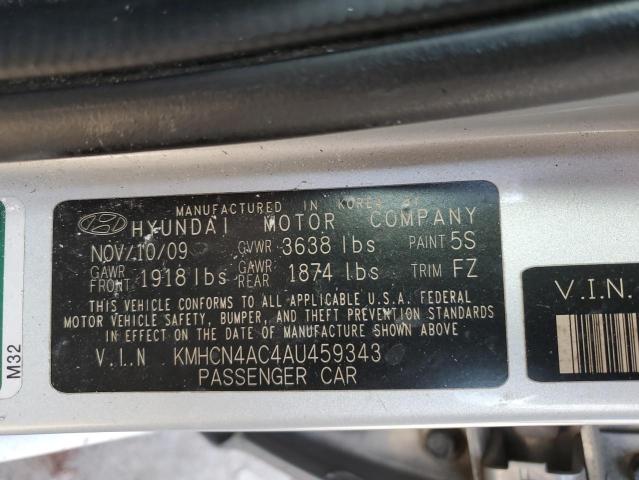 MANUFACTURED IN KOREA BY
HYUNDAI MOTOR COMPANY
NOV/10/09 GVWR 3638 lbs PAINT 5S
GAWR FRONT 1918 lbs GAWR REAR 1874 lbs TRIM FZ
THIS VEHICLE CONFORMS TO ALL APPLICABLE U.S.A. FEDERAL
MOTOR VEHICLE SAFETY, BUMPER, AND THEFT PREVENTION STANDARDS
IN EFFECT ON THE DATE OF MANUFACTURE SHOWN ABOVE.
V.I.N KMHCN4AC4AU459343
PASSENGER CAR
V.I.N.
M32